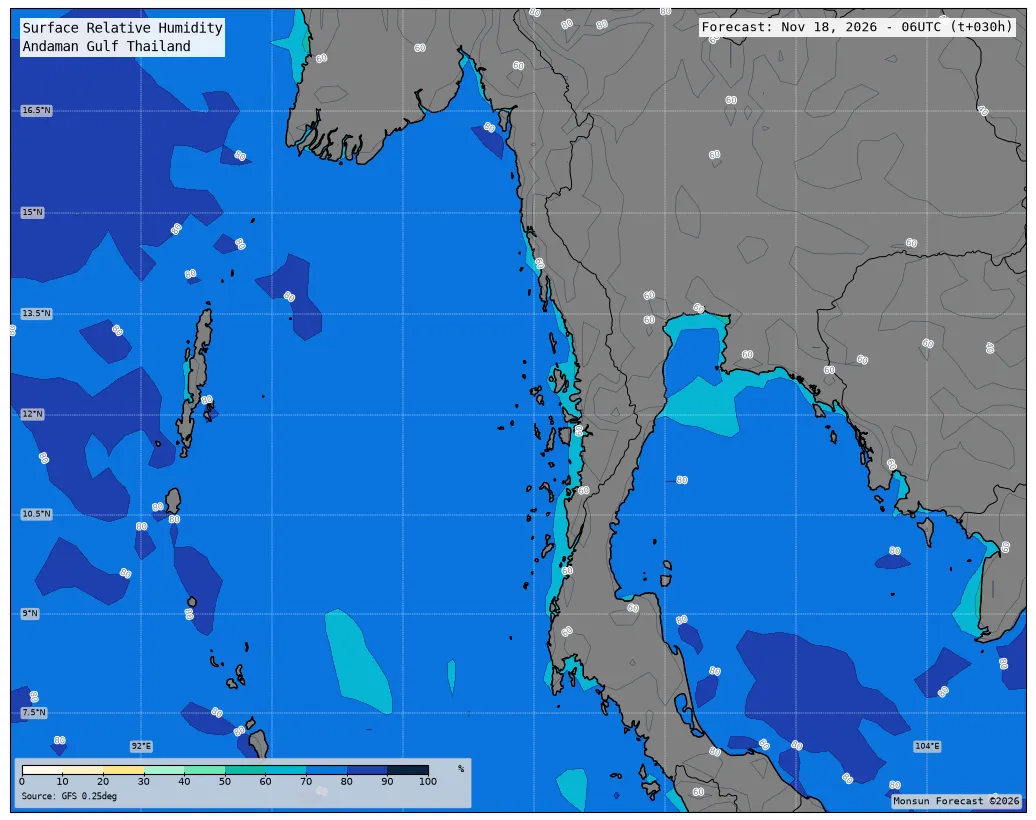 Surface Relative Humidity
Andaman Gulf Thailand
Forecast: Nov 18, 2026 - 06UTC (t+030h)
16.5°N
15°N
13.5°N
12°N
10.5°N
9°N
7.5°N
92°E
104°E
0 10 20 30 40 50 60 70 80 90 100 %
Source: GFS 0.25deg
Monsun Forecast ©2026